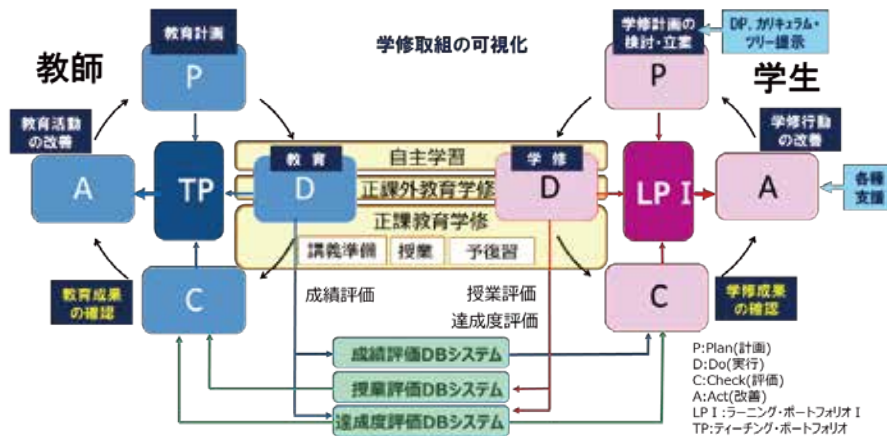 学修取組の可視化
教師
学生
教育計画
P
教育活動
の改善
A
TP
教育
D
教育成果
の確認
C
学修計画の
検討・立案
P
DP、カリキュラム・
ツリー提示
学修行動
の改善
A
各種
支援
LP I
学修
D
学修成果
の確認
C
自主学習
正課外教育学修
正課教育学修
講義準備
授業
予復習
成績評価
授業評価
達成度評価
成績評価DBシステム
授業評価DBシステム
達成度評価DBシステム
P:Plan(計画)
D:Do(実行)
C:Check(評価)
A:Act(改善)
LP I:ラーニング・ポートフォリオ I
TP:ティーチング・ポートフォリオ